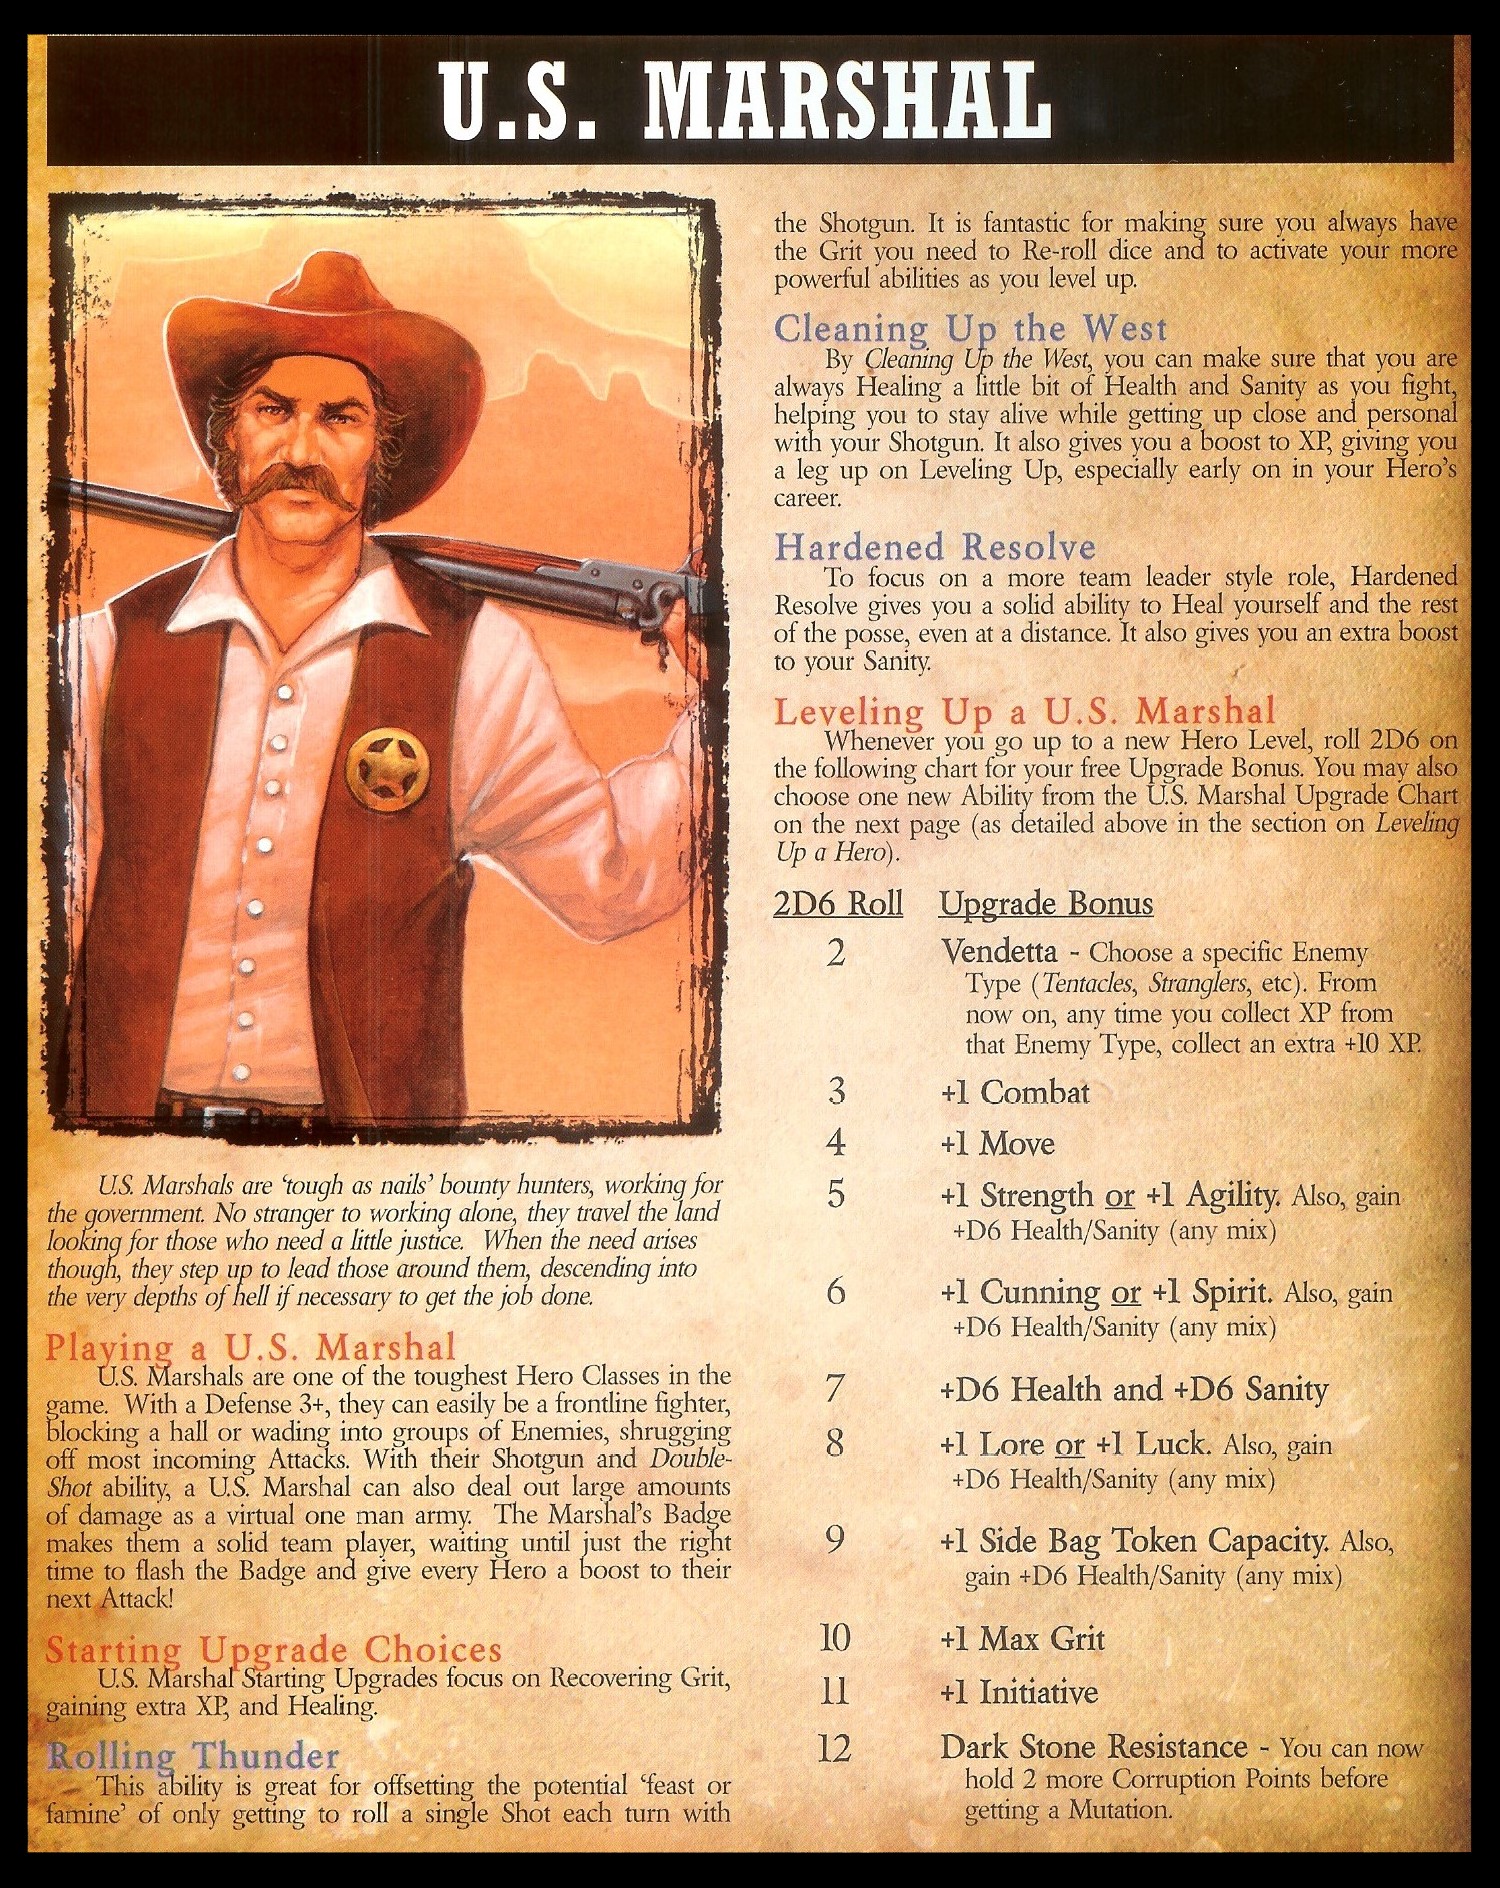 U.S. MARSHAL
U.S. Marshals are ‘tough as nails’ bounty hunters, working for
the government. No stranger to working alone, they travel the land
looking for those who need a little justice. When the need arises
though, they step up to lead those around them, descending into
the very depths of hell if necessary to get the job done.
Playing a U.S. Marshal
U.S. Marshals are one of the toughest Hero Classes in the
game. With a Defense 3+, they can easily be a frontline fighter,
blocking a hall or wading into groups of Enemies, shrugging
off most incoming Attacks. With their Shotgun and Double-
Shot ability, a U.S. Marshal can also deal out large amounts
of damage as a virtual one man army. The Marshal’s Badge
makes them a solid team player, waiting until just the right
time to flash the Badge and give every Hero a boost to their
next Attack!
Starting Upgrade Choices
U.S. Marshal Starting Upgrades focus on Recovering Grit,
gaining extra XP, and Healing.
Rolling Thunder
This ability is great for offsetting the potential ‘feast or
famine’ of only getting to roll a single Shot each turn with
the Shotgun. It is fantastic for making sure you always have
the Grit you need to Re-roll dice and to activate your more
powerful abilities as you level up.
Cleaning Up the West
By Cleaning Up the West, you can make sure that you are
always Healing a little bit of Health and Sanity as you fight,
helping you to stay alive while getting up close and personal
with your Shotgun. It also gives you a boost to XP, giving you
a leg up on Leveling Up, especially early on in your Hero’s
career.
Hardened Resolve
To focus on a more team leader style role, Hardened
Resolve gives you a solid ability to Heal yourself and the rest
of the posse, even at a distance. It also gives you an extra boost
to your Sanity.
Leveling Up a U.S. Marshal
Whenever you go up to a new Hero Level, roll 2D6 on
the following chart for your free Upgrade Bonus. You may also
choose one new Ability from the U.S. Marshal Upgrade Chart
on the next page (as detailed above in the section on Leveling
Up a Hero).
2D6 Roll Upgrade Bonus
2 Vendetta - Choose a specific Enemy
Type (Tentacles, Stranglers, etc). From
now on, any time you collect XP from
that Enemy Type, collect an extra +10 XP.
3 +1 Combat
4 +1 Move
5 +1 Strength or +1 Agility. Also, gain
+D6 Health/Sanity (any mix)
6 +1 Cunning or +1 Spirit. Also, gain
+D6 Health/Sanity (any mix)
7 +D6 Health and +D6 Sanity
8 +1 Lore or +1 Luck. Also, gain
+D6 Health/Sanity (any mix)
9 +1 Side Bag Token Capacity. Also,
gain +D6 Health/Sanity (any mix)
10 +1 Max Grit
11 +1 Initiative
12 Dark Stone Resistance - You can now
hold 2 more Corruption Points before
getting a Mutation.